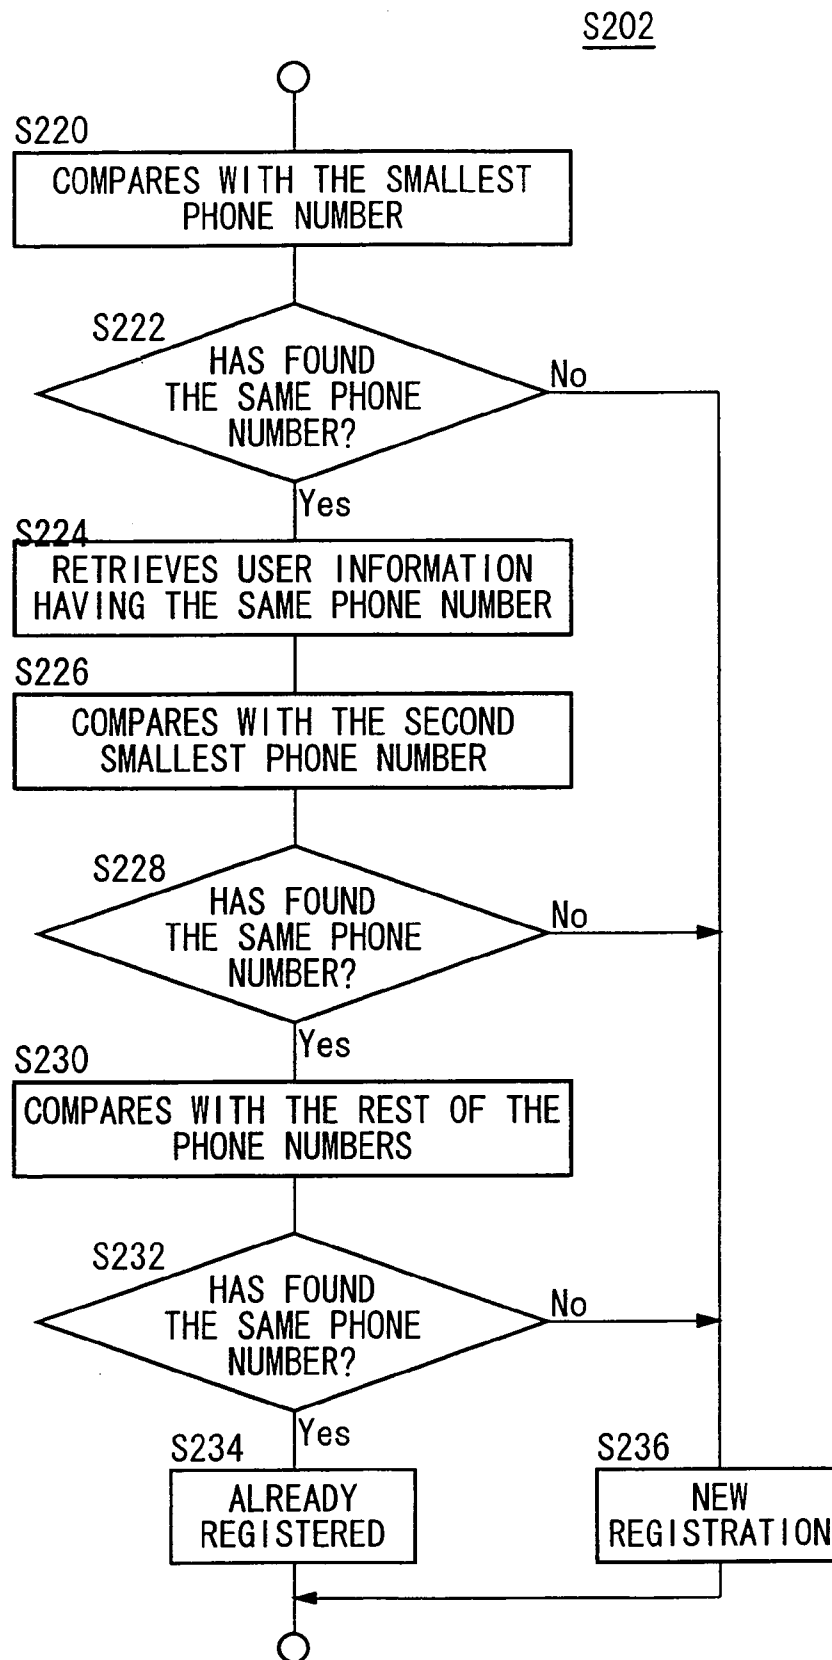 S202
S220
COMPARES WITH THE SMALLEST
PHONE NUMBER
S222
HAS FOUND
THE SAME PHONE
NUMBER?
No
Yes
S224
RETRIEVES USER INFORMATION
HAVING THE SAME PHONE NUMBER
S226
COMPARES WITH THE SECOND
SMALLEST PHONE NUMBER
S228
HAS FOUND
THE SAME PHONE
NUMBER?
No
Yes
S230
COMPARES WITH THE REST OF THE
PHONE NUMBERS
S232
HAS FOUND
THE SAME PHONE
NUMBER?
No
Yes
S234
ALREADY
REGISTERED
S236
NEW
REGISTRATION